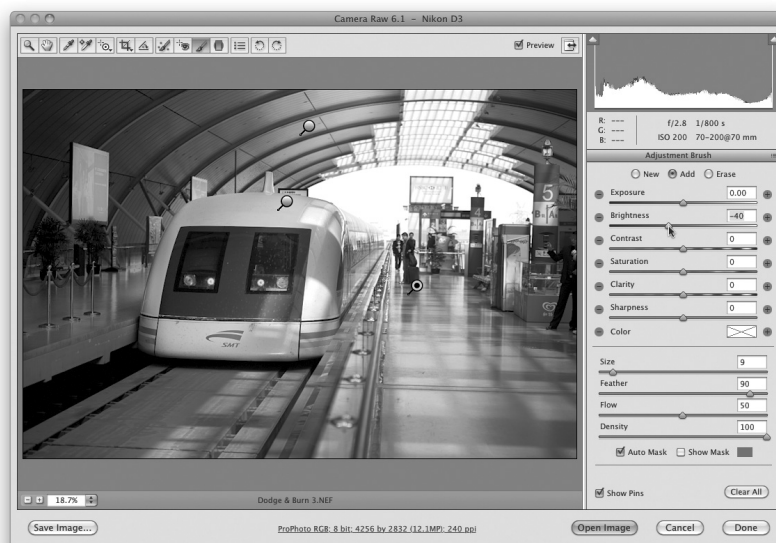 Camera Raw 6.1 – Nikon D3
Preview
R: ---
G: ---
B: ---
f/2.8 1/800 s
ISO 200 70-200@70 mm
Adjustment Brush
New Add Erase
Exposure 0.00
Brightness -40
Contrast 0
Saturation 0
Clarity 0
Sharpness 0
Color
Size 9
Feather 90
Flow 50
Density 100
Auto Mask Show Mask
Show Pins Clear All
5
SMT
18.7% Dodge & Burn 3.NEF
Save Image... ProPhoto RGB; 8 bit; 4256 by 2832 (12.1MP); 240 ppi Open Image Cancel Done